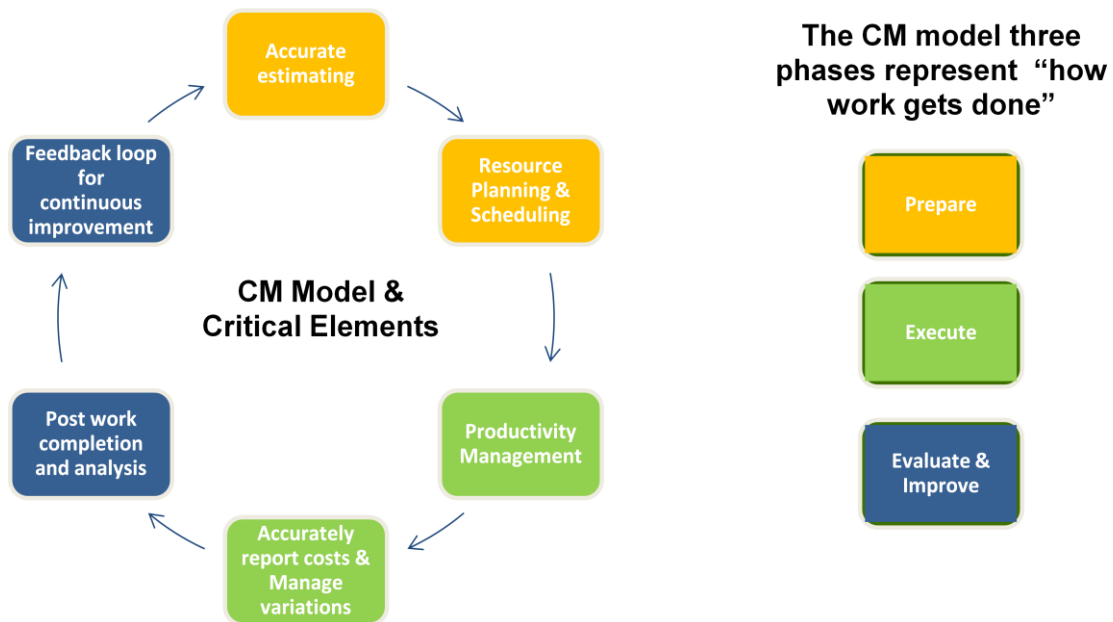 Accurate
estimating
Resource
Planning &
Scheduling
Productivity
Management
Accurately
report costs &
Manage
variations
Post work
completion
and analysis
Feedback loop
for
continuous
improvement
CM Model &
Critical Elements
The CM model three
phases represent “how
work gets done”
Prepare
Execute
Evaluate &
Improve